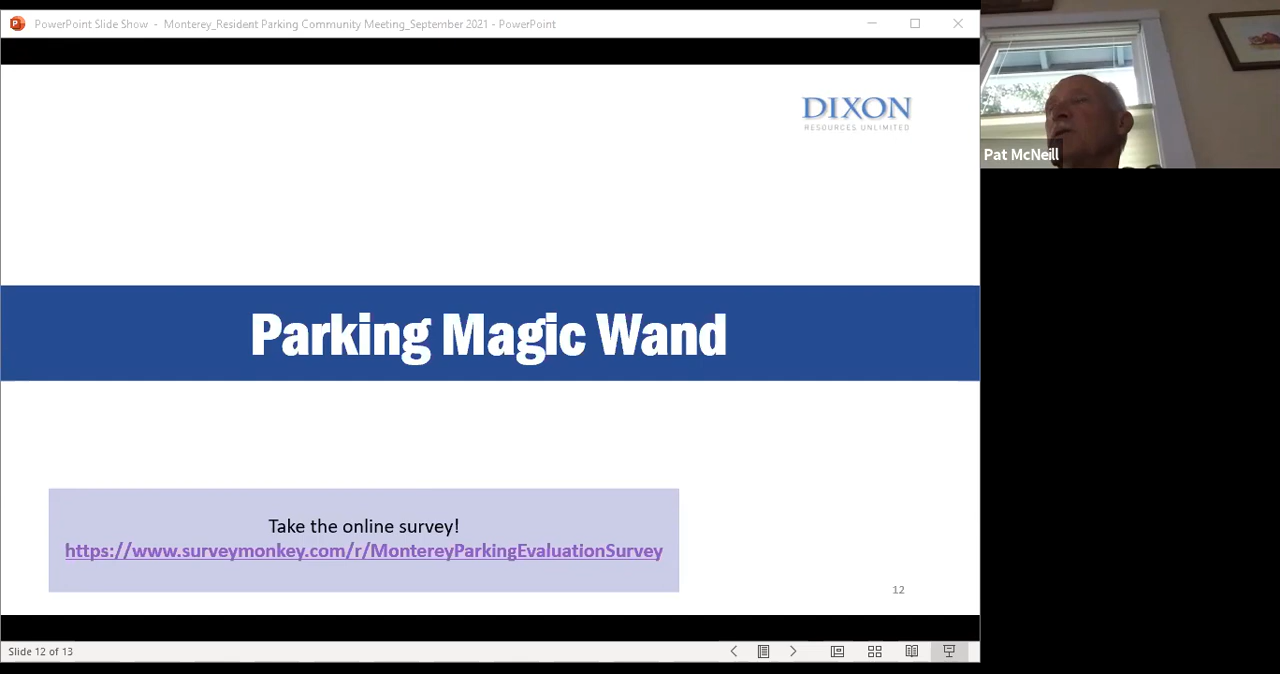 PowerPoint Slide Show - Monterey_Resident Parking Community Meeting_September 2021 - PowerPoint
DIXON
RESOURCES UNLIMITED
Pat McNeill
Parking Magic Wand
Take the online survey!
https://www.surveymonkey.com/r/MontereyParkingEvaluationSurvey
12
Slide 12 of 13